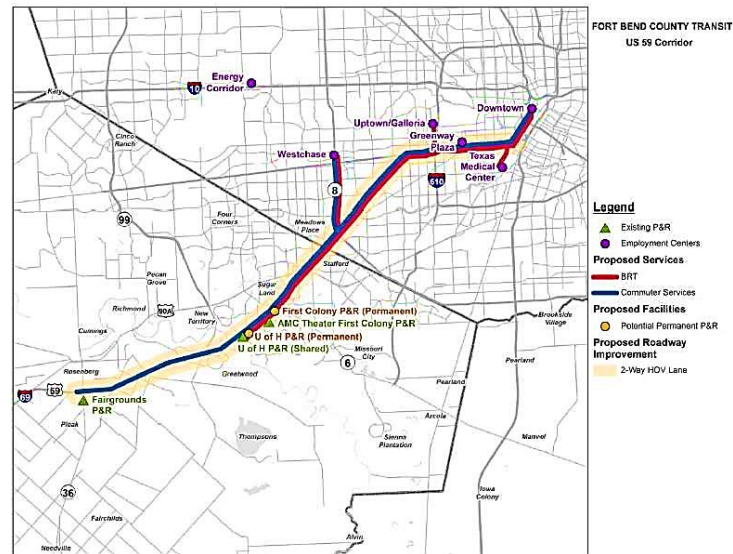 FORT BEND COUNTY TRANSIT
US 59 Corridor
Katy
10
Energy
Corridor
Downtown
Uptown/Galleria
Greenway
Plaza
Cinco
Ranch
Westchase
Texas
Medical
Center
610
8
99
Four
Corners
Meadows
Place
Stafford
Pecan
Grove
Sugar
Land
Richmond
90A
New
Territory
First Colony P&R (Permanent)
AMC Theater First Colony P&R
U of H P&R (Permanent)
U of H P&R (Shared)
Cumings
Missouri
City
6
Greatwood
Brookside
Village
Pearland
Rosenberg
69
59
Fairgrounds
P&R
Pearland
Pleak
Arcola
Thompsons
Sienna
Plantation
Manvel
36
Iowa
Colony
Fairchilds
Needville
Alvin
Legend
Existing P&R
Employment Centers
Proposed Services
BRT
Commuter Services
Proposed Facilities
Potential Permanent P&R
Proposed Roadway
Improvement
2-Way HOV Lane